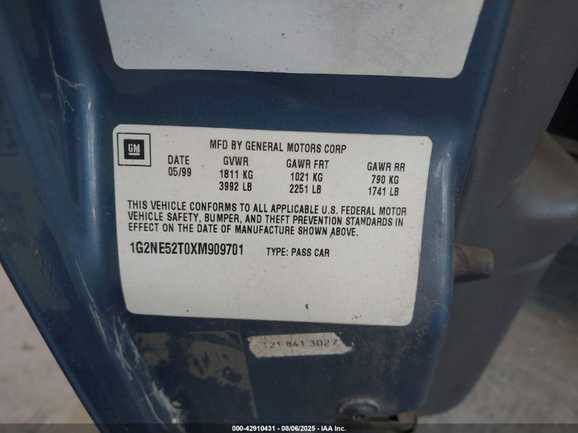 GM
MFD BY GENERAL MOTORS CORP
DATE GVWR GAWR FRT GAWR RR
05/99 1811 KG 1021 KG 790 KG
3992 LB 2251 LB 1741 LB
THIS VEHICLE CONFORMS TO ALL APPLICABLE U.S. FEDERAL MOTOR
VEHICLE SAFETY, BUMPER, AND THEFT PREVENTION STANDARDS IN
EFFECT ON THE DATE OF MANUFACTURE SHOWN ABOVE.
1G2NE52T0XM909701 TYPE: PASS CAR
121 841 3027
000-42910431 - 08/06/2025 - IAA Inc.